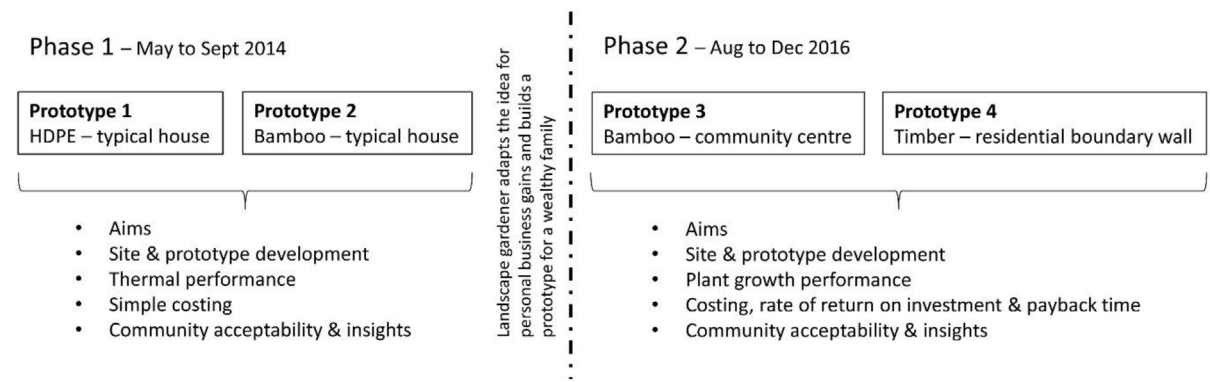 Phase 1 – May to Sept 2014
Prototype 1
HDPE – typical house
Prototype 2
Bamboo – typical house
• Aims
• Site & prototype development
• Thermal performance
• Simple costing
• Community acceptability & insights
Landscape gardener adapts the idea for
personal business gains and builds a
prototype for a wealthy family
Phase 2 – Aug to Dec 2016
Prototype 3
Bamboo – community centre
Prototype 4
Timber – residential boundary wall
• Aims
• Site & prototype development
• Plant growth performance
• Costing, rate of return on investment & payback time
• Community acceptability & insights